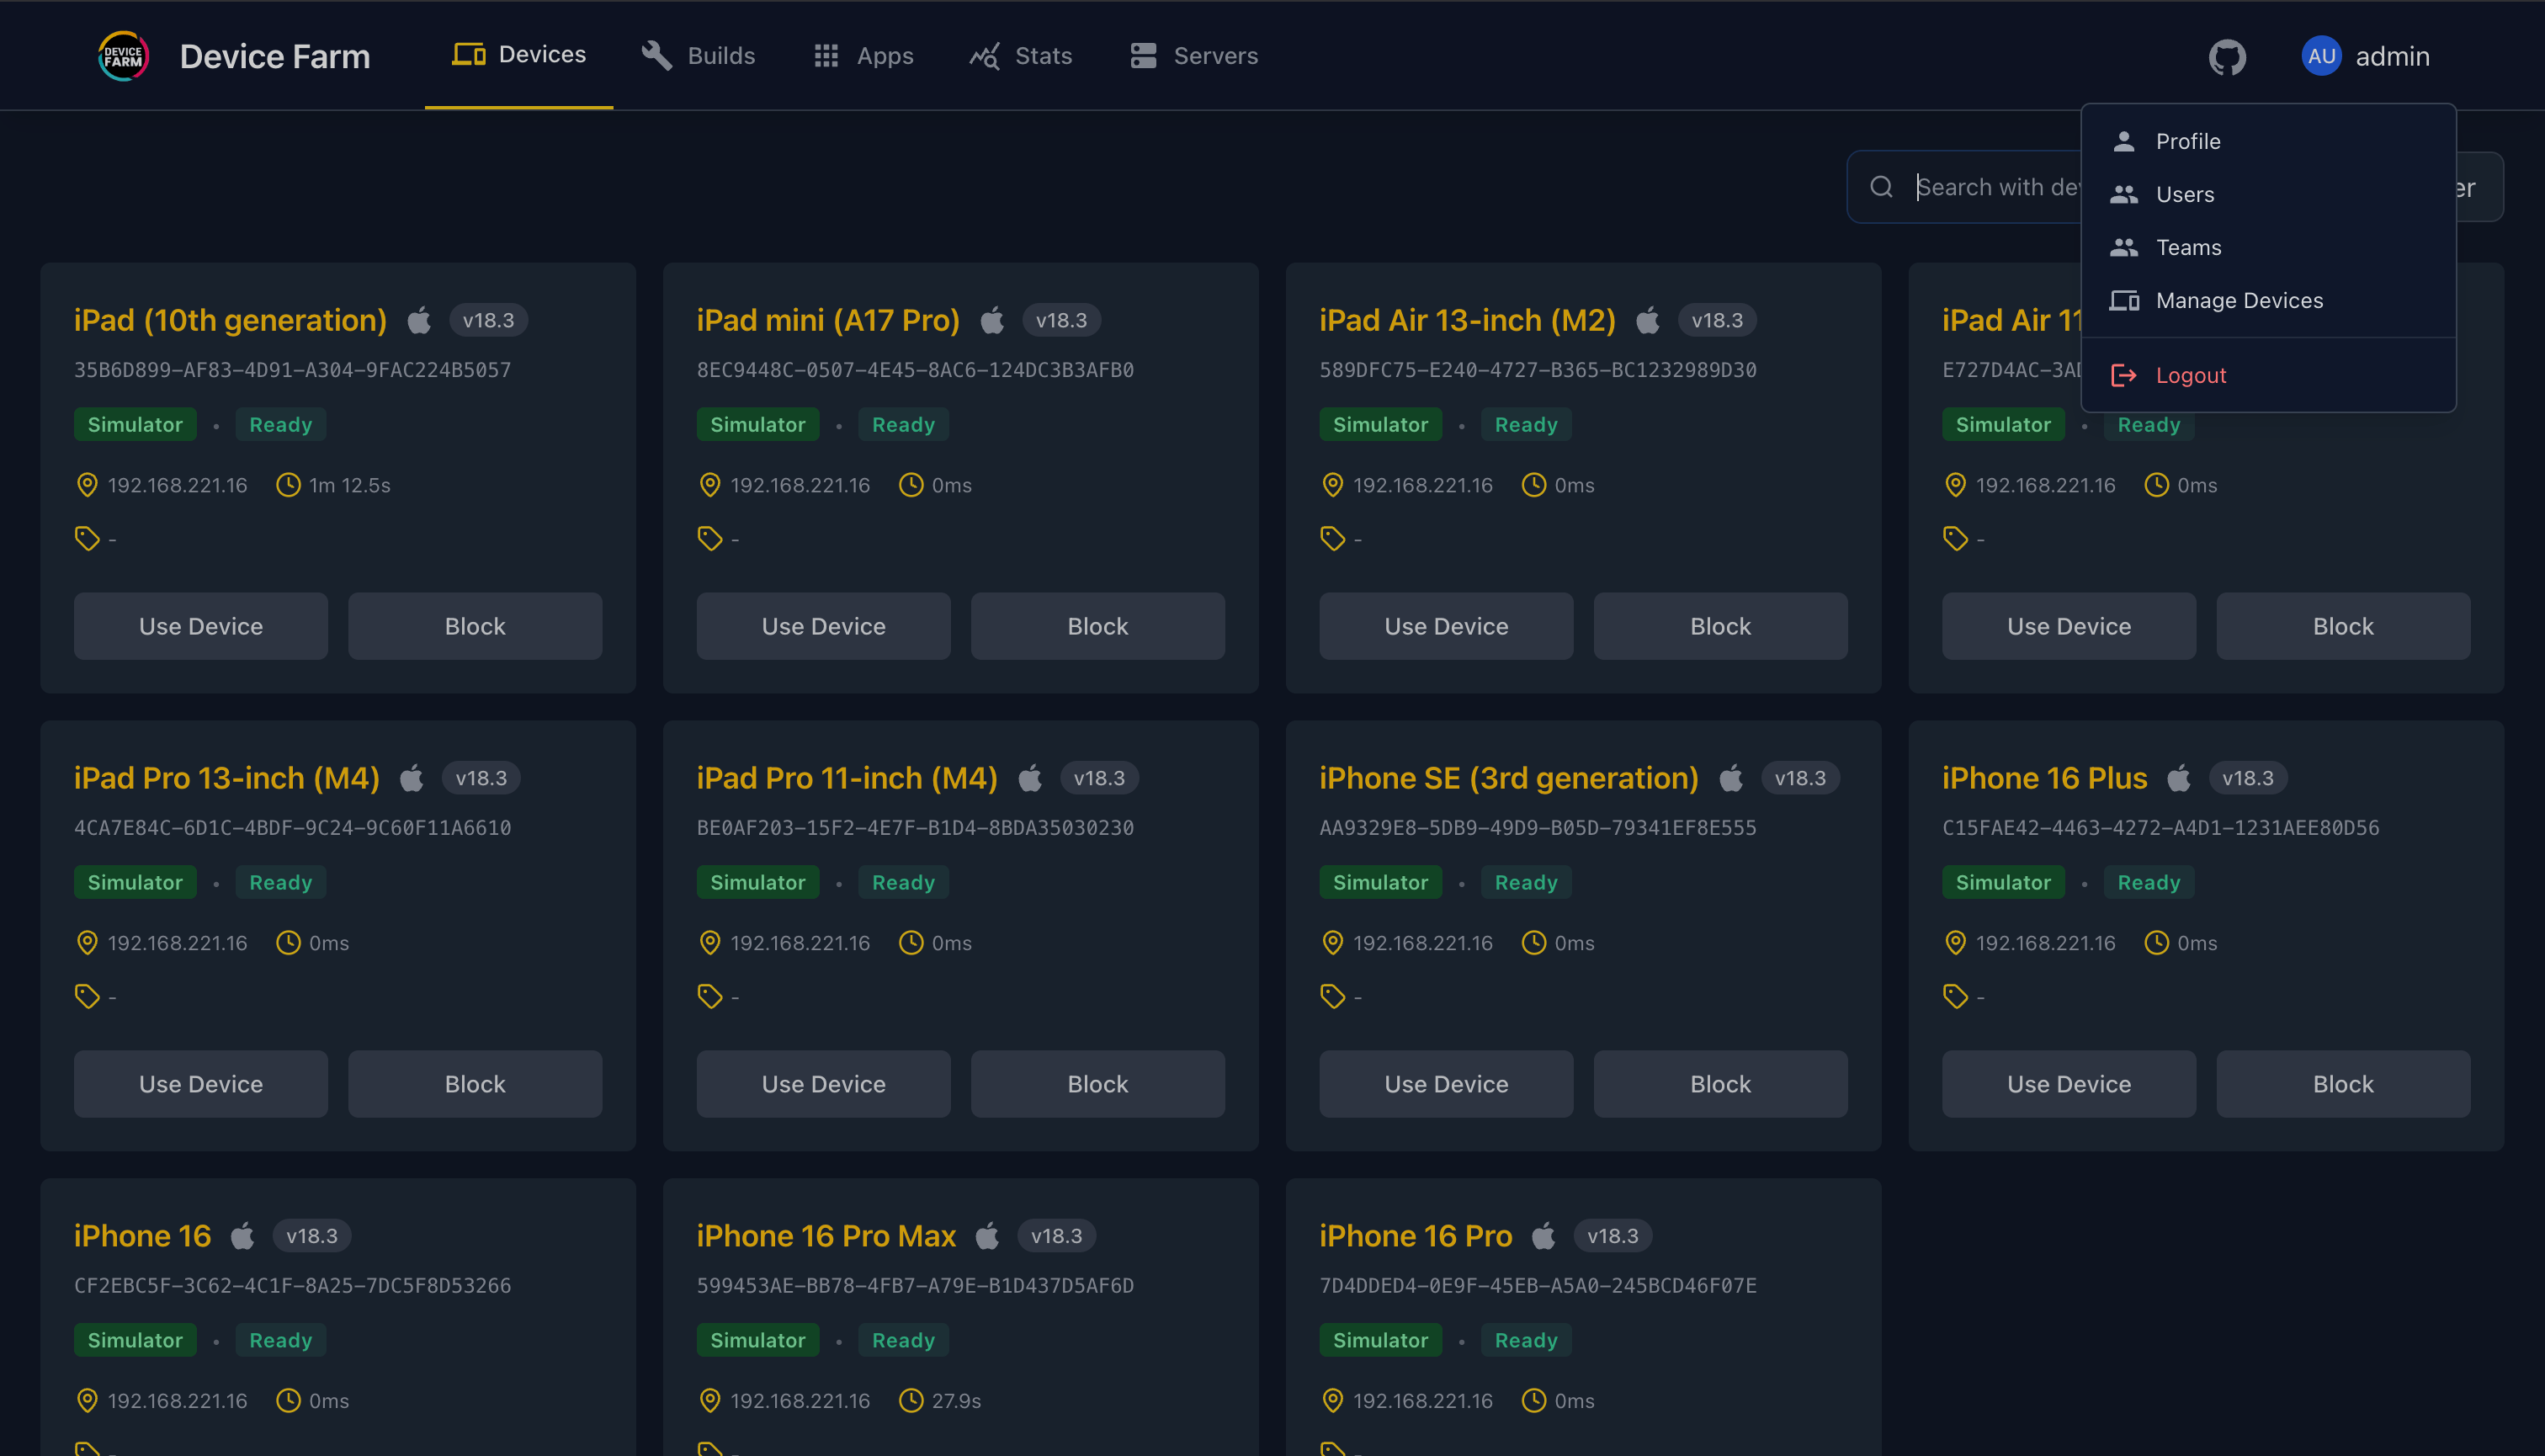 DEVICE FARM
Device Farm Devices Builds Apps Stats Servers AU admin
Profile
Users
Teams
Manage Devices
Logout
Search with
iPad (10th generation) v18.3
35B6D899-AF83-4D91-A304-9FAC224B5057
Simulator • Ready
192.168.221.16 1m 12.5s
-
Use Device Block
iPad mini (A17 Pro) v18.3
8EC9448C-0507-4E45-8AC6-124DC3B3AFB0
Simulator • Ready
192.168.221.16 0ms
-
Use Device Block
iPad Air 13-inch (M2) v18.3
589DFC75-E240-4727-B365-BC1232989D30
Simulator • Ready
192.168.221.16 0ms
-
Use Device Block
iPad Air 11
E727D4AC-3A
Simulator • Ready
192.168.221.16 0ms
-
Use Device Block
iPad Pro 13-inch (M4) v18.3
4CA7E84C-6D1C-4BDF-9C24-9C60F11A6610
Simulator • Ready
192.168.221.16 0ms
-
Use Device Block
iPad Pro 11-inch (M4) v18.3
BE0AF203-15F2-4E7F-B1D4-8BDA35030230
Simulator • Ready
192.168.221.16 0ms
-
Use Device Block
iPhone SE (3rd generation) v18.3
AA9329E8-5DB9-49D9-B05D-79341EF8E555
Simulator • Ready
192.168.221.16 0ms
-
Use Device Block
iPhone 16 Plus v18.3
C15FAE42-4463-4272-A4D1-1231AEE80D56
Simulator • Ready
192.168.221.16 0ms
-
Use Device Block
iPhone 16 v18.3
CF2EBC5F-3C62-4C1F-8A25-7DC5F8D53266
Simulator • Ready
192.168.221.16 0ms
iPhone 16 Pro Max v18.3
599453AE-BB78-4FB7-A79E-B1D437D5AF6D
Simulator • Ready
192.168.221.16 27.9s
iPhone 16 Pro v18.3
7D4DDED4-0E9F-45EB-A5A0-245BCD46F07E
Simulator • Ready
192.168.221.16 0ms